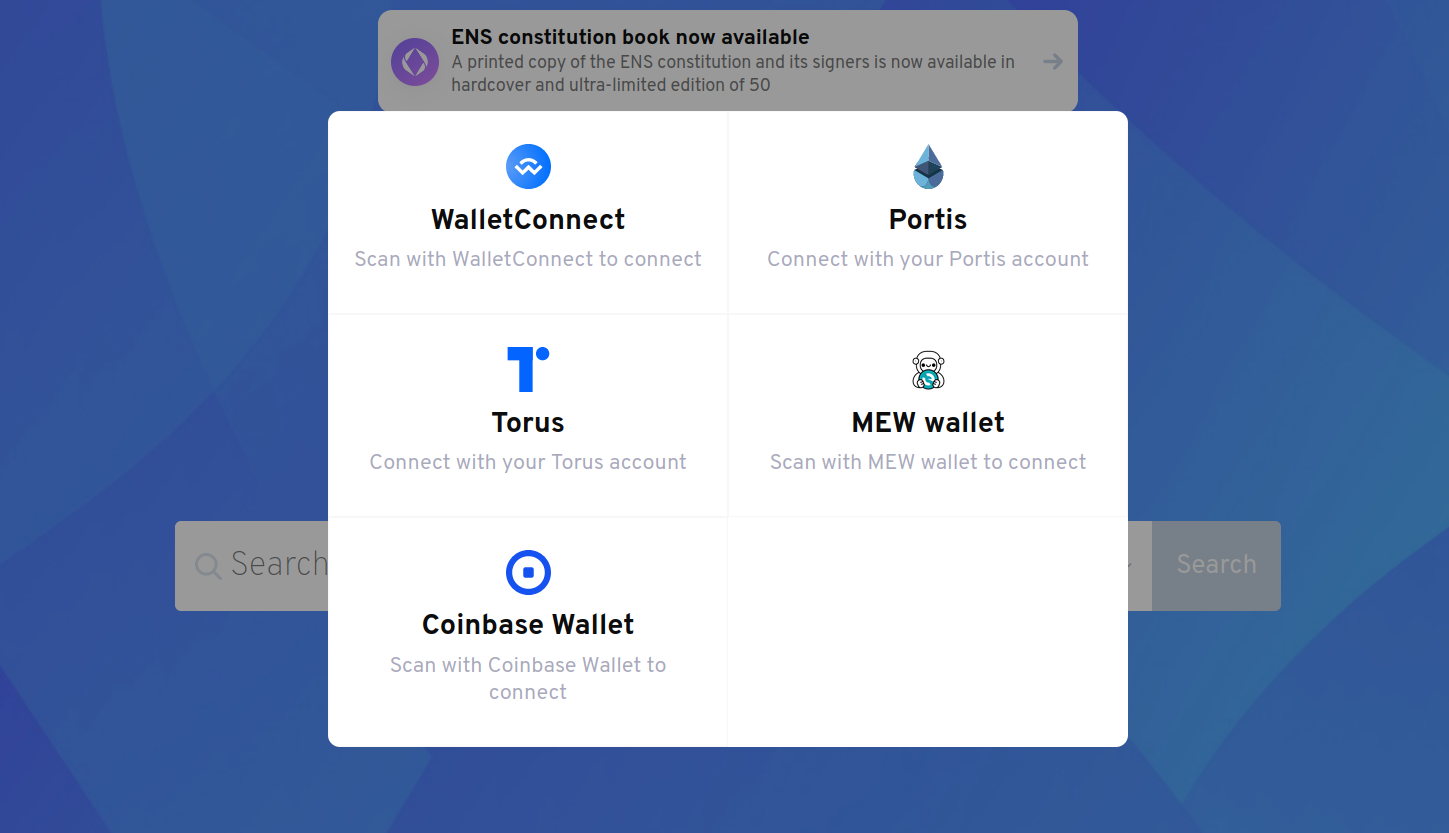 ENS constitution book now available
A printed copy of the ENS constitution and its signers is now available in
hardcover and ultra-limited edition of 50
WalletConnect
Scan with WalletConnect to connect
Portis
Connect with your Portis account
Torus
Connect with your Torus account
MEW wallet
Scan with MEW wallet to connect
Search
Search
Coinbase Wallet
Scan with Coinbase Wallet to
connect